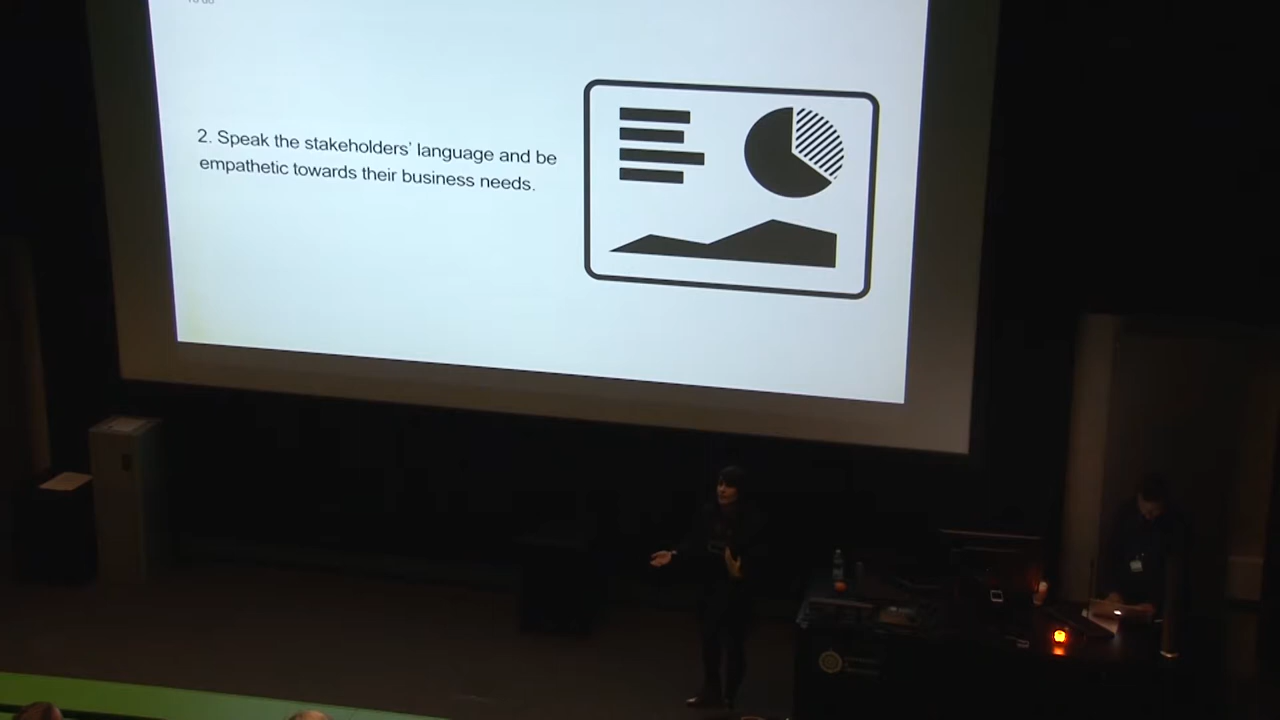 2. Speak the stakeholders' language and be
empathetic towards their business needs.